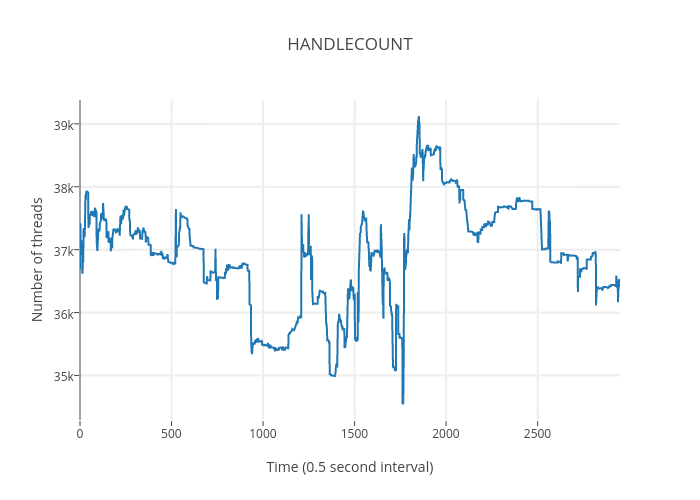 HANDLECOUNT
39k
38k
37k
36k
35k
Number of threads
0
500
1000
1500
2000
2500
Time (0.5 second interval)